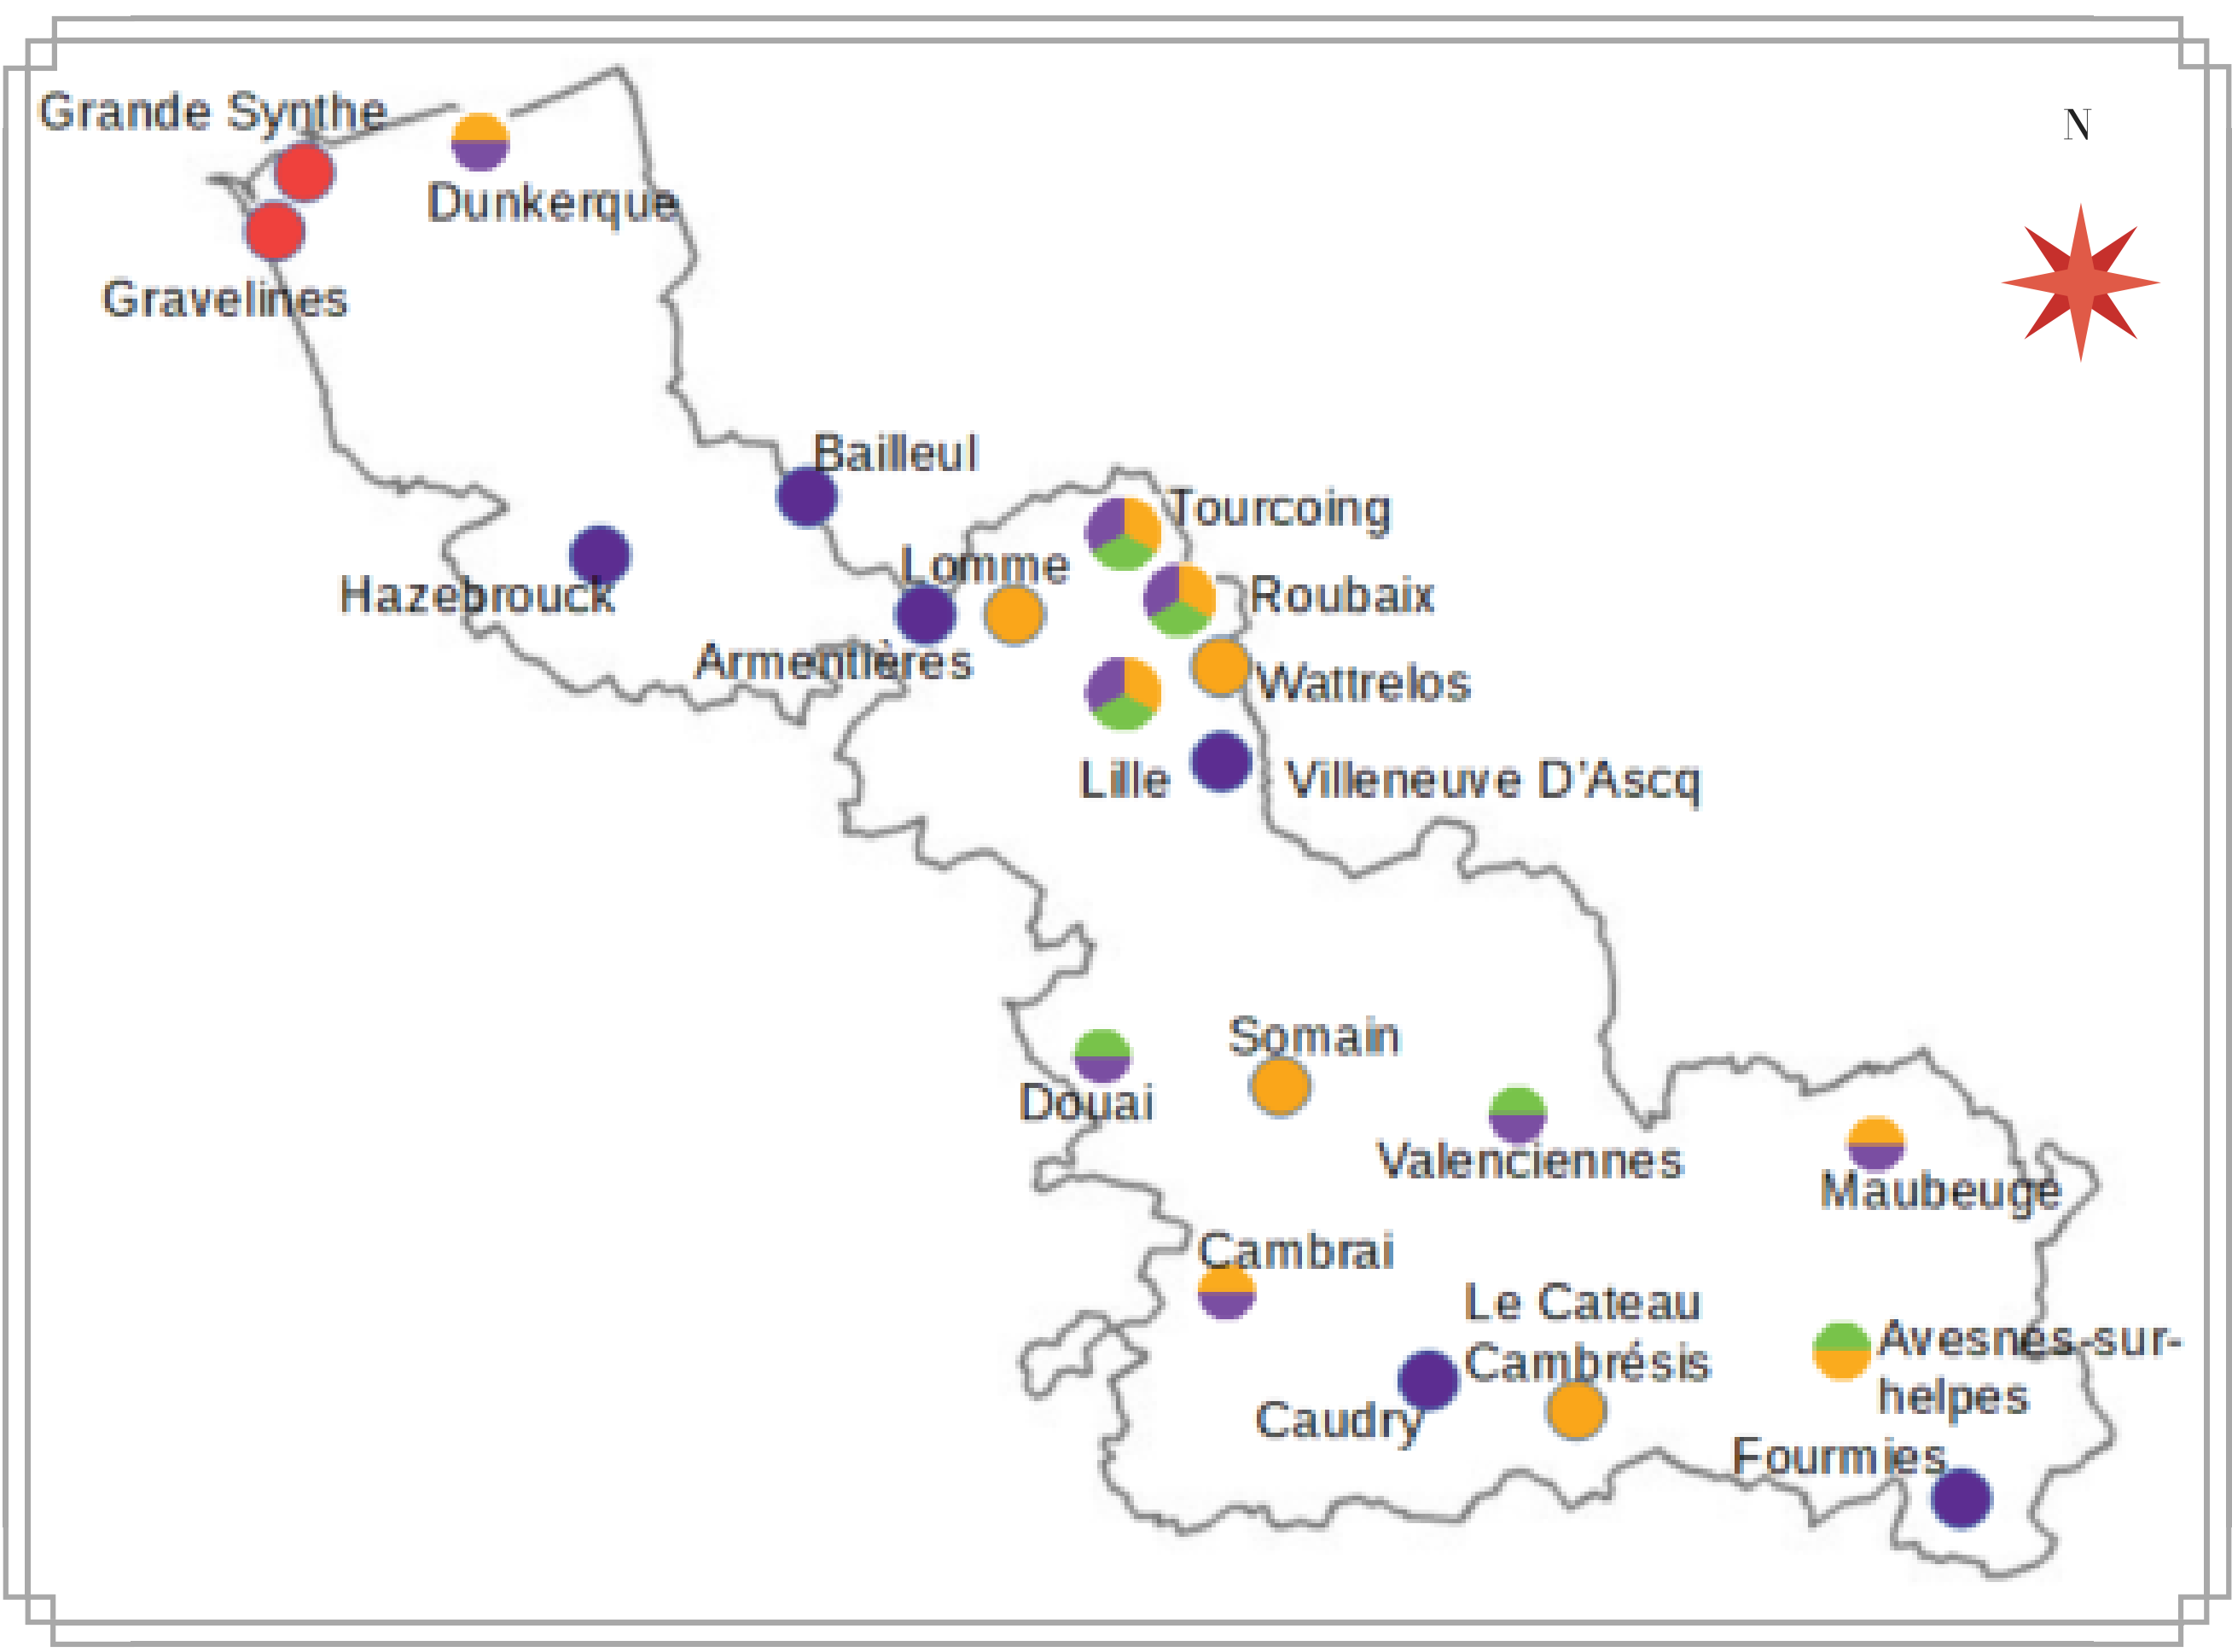 Grande Synthe
N
Dunkerque
Gravelines
Bailleul
Tourcoing
Lomme
Hazebrouck
Roubaix
Armentières
Wattrelos
Lille
Villeneuve D'Ascq
Somain
Douai
Valenciennes
Maubeuge
Cambrai
Le Cateau
Cambrésis
Avesnes-sur-
helpes
Caudry
Fourmies